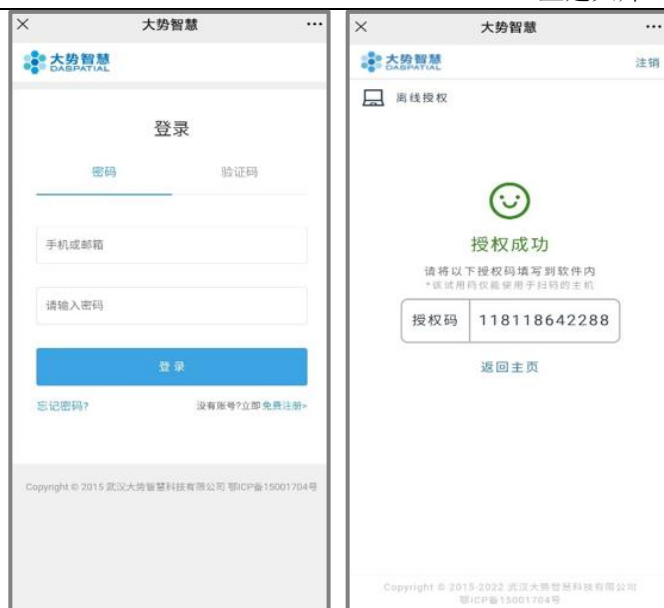 大势智慧
大势智慧
DASPATIAL
登录
密码
验证码
手机或邮箱
请输入密码
登录
忘记密码?
没有账号?立即免费注册»
Copyright © 2015 武汉大势智慧科技有限公司 鄂ICP备15001704号
大势智慧
大势智慧
DASPATIAL
注销
离线授权
授权成功
请将以下授权码填写到软件内
*该试用码仅能使用于扫码的主机
授权码 118118642288
返回主页
Copyright © 2015-2022 武汉大势智慧科技有限公司
鄂ICP备15001704号